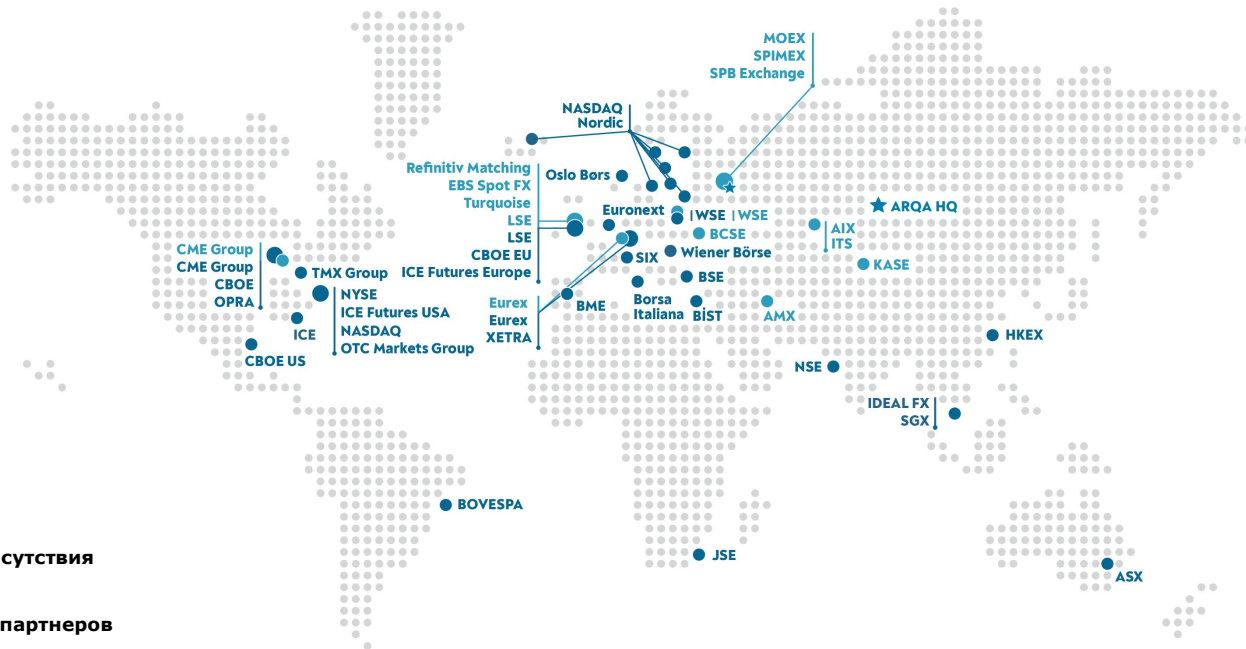 MOEX
SPIMEX
SPB Exchange
NASDAQ
Nordic
Refinitiv Matching
EBS Spot FX
Turquoise
LSE
LSE
CBOE EU
ICE Futures Europe
Oslo Børs
Euronext
WSE
WSE
BCSE
ARQA HQ
AIX
ITS
KASE
CME Group
CME Group
CBOE
OPRA
TMX Group
NYSE
ICE Futures USA
NASDAQ
OTC Markets Group
ICE
CBOE US
Eurex
Eurex
XETRA
BME
SIX
Wiener Börse
BSE
Borsa
Italiana
BİST
AMX
HKEX
NSE
IDEAL FX
SGX
BOVESPA
JSE
ASX
сутствия
партнеров